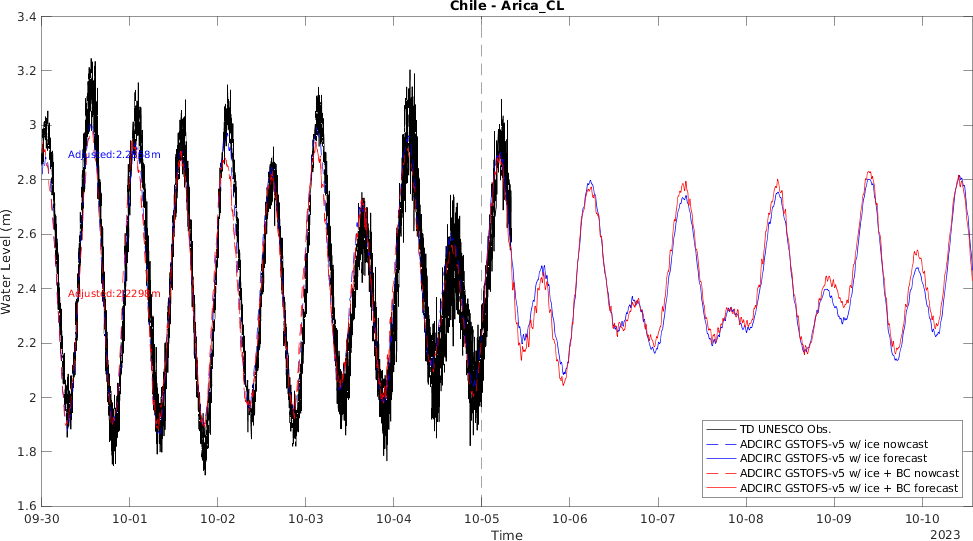 Chile - Arica_CL
3.4
3.2
3
2.8
2.6
2.4
2.2
2
1.8
1.6
Water Level (m)
Adjusted:2.2298m
TD UNESCO Obs.
ADCIRC GSTOFS-v5 w/ ice nowcast
ADCIRC GSTOFS-v5 w/ ice forecast
ADCIRC GSTOFS-v5 w/ ice + BC nowcast
ADCIRC GSTOFS-v5 w/ ice + BC forecast
09-30 10-01 10-02 10-03 10-04 10-05 10-06 10-07 10-08 10-09 10-10
Time
2023